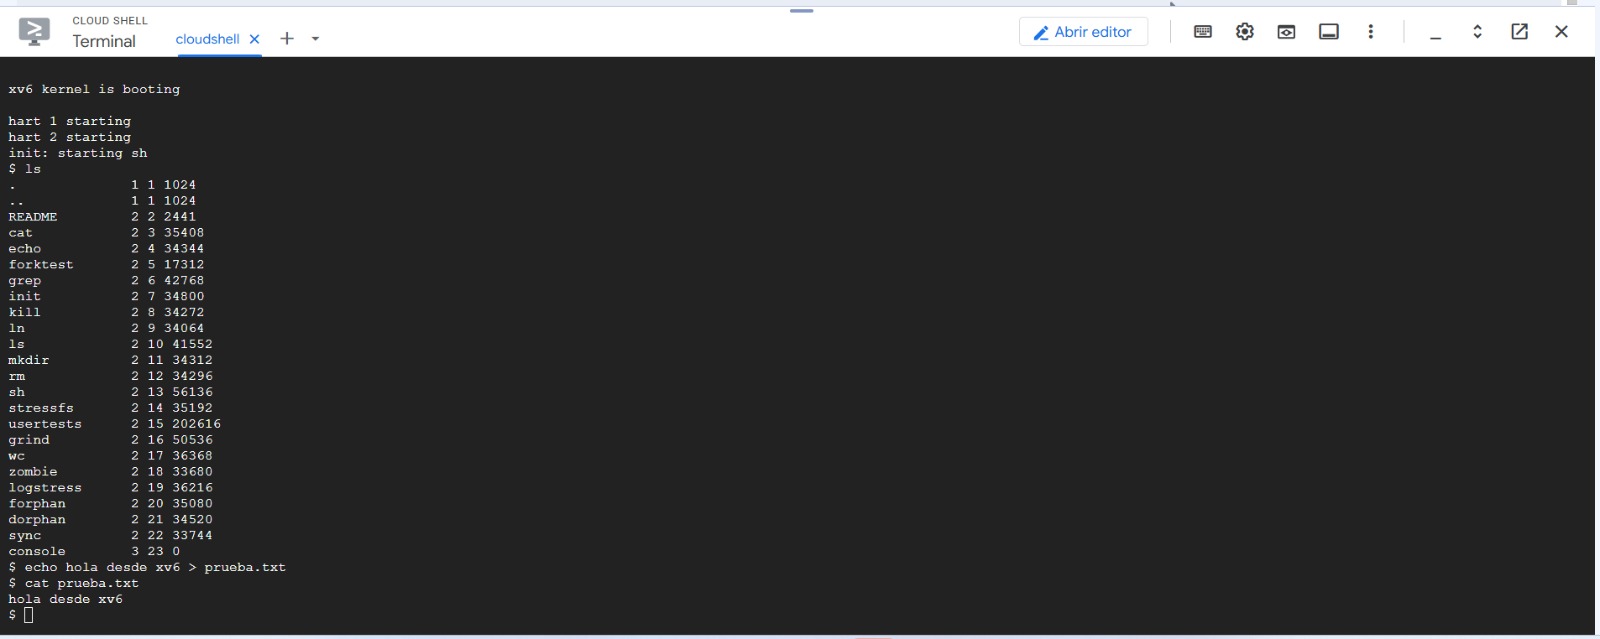 CLOUD SHELL
Terminal
cloudshell
Abrir editor
xv6 kernel is booting
hart 1 starting
hart 2 starting
init: starting sh
$ ls
.              1 1 1024
..             1 1 1024
README         2 2 2441
cat            2 3 35408
echo           2 4 34344
forktest       2 5 17312
grep           2 6 42768
init           2 7 34800
kill           2 8 34272
ln             2 9 34064
ls             2 10 41552
mkdir          2 11 34312
rm             2 12 34296
sh             2 13 56136
stressfs       2 14 35192
usertests      2 15 202616
grind          2 16 50536
wc             2 17 36368
zombie         2 18 33680
logstress      2 19 36216
forphan        2 20 35080
dorphan        2 21 34520
sync           2 22 33744
console        3 23 0
$ echo hola desde xv6 > prueba.txt
$ cat prueba.txt
hola desde xv6
$